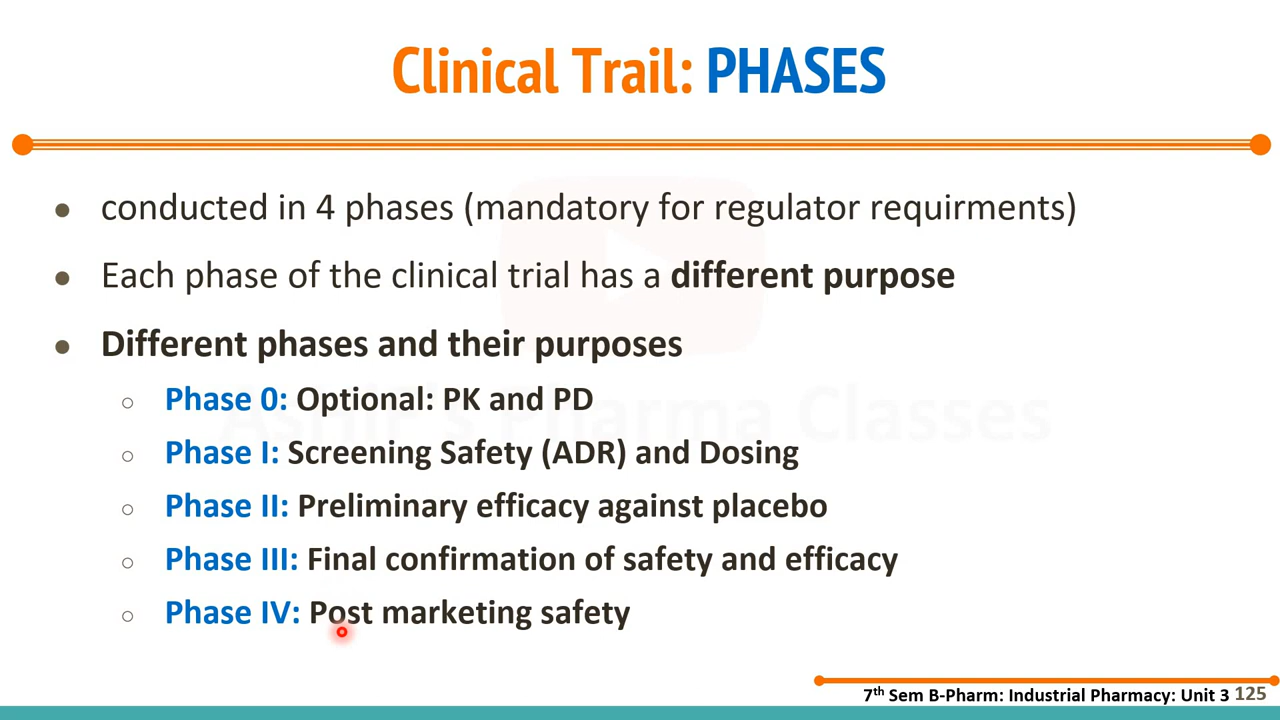 Clinical Trail: PHASES
conducted in 4 phases (mandatory for regulator requirments)
Each phase of the clinical trial has a different purpose
Different phases and their purposes
Phase 0: Optional: PK and PD
Phase I: Screening Safety (ADR) and Dosing
Phase II: Preliminary efficacy against placebo
Phase III: Final confirmation of safety and efficacy
Phase IV: Post marketing safety
7th Sem B-Pharm: Industrial Pharmacy: Unit 3 125